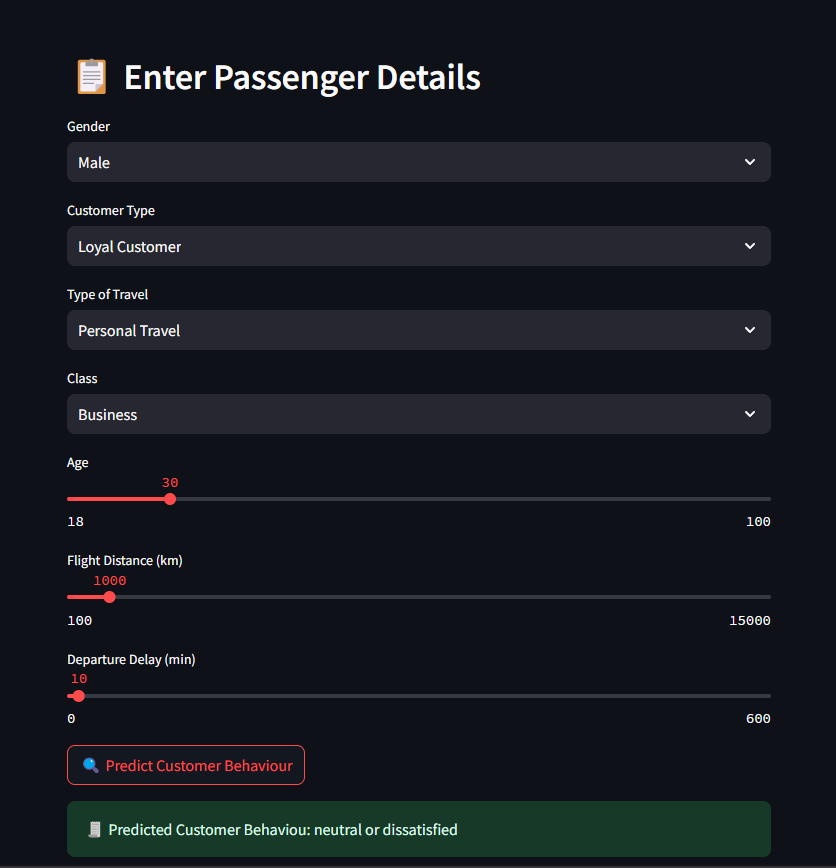 Enter Passenger Details
Gender
Male
Customer Type
Loyal Customer
Type of Travel
Personal Travel
Class
Business
Age
30
18 100
Flight Distance (km)
1000
100 15000
Departure Delay (min)
10
0 600
Predict Customer Behaviour
Predicted Customer Behaviou: neutral or dissatisfied